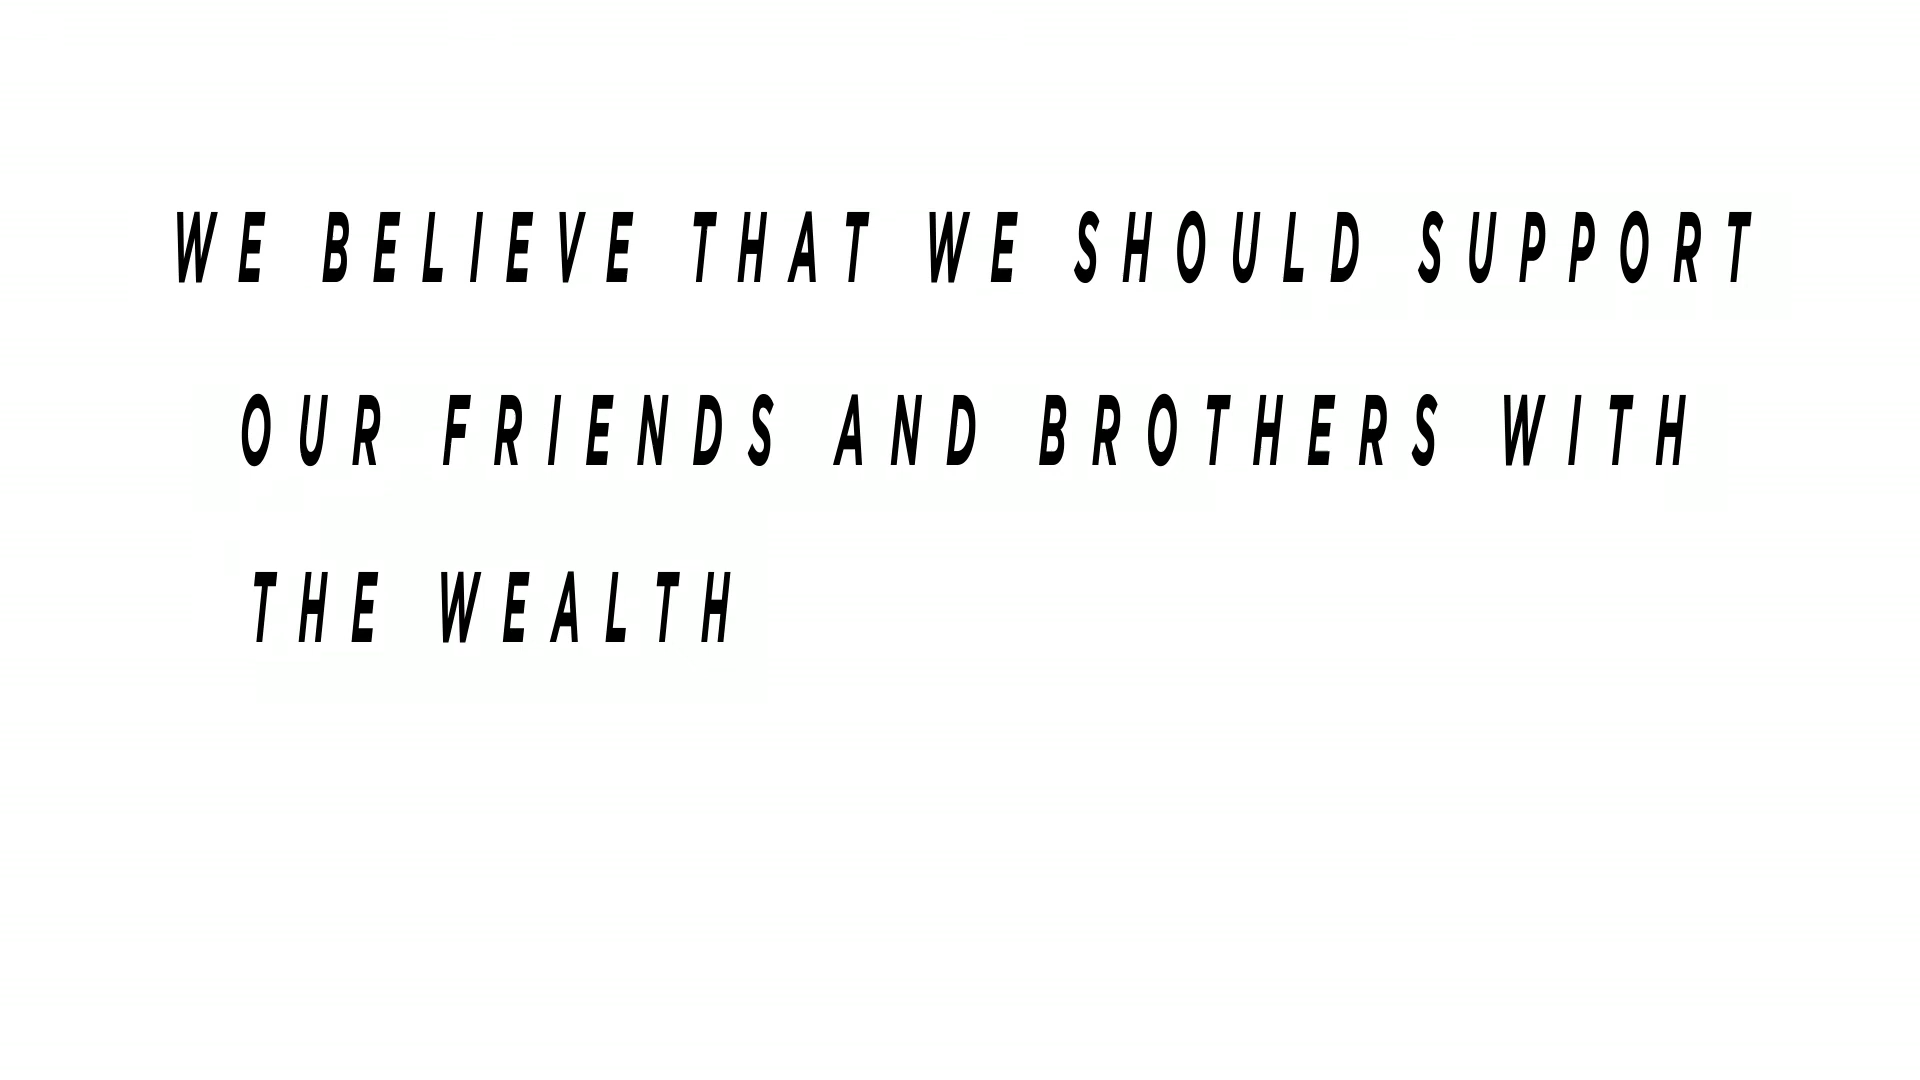 WE BELIEVE THAT WE SHOULD SUPPORT
OUR FRIENDS AND BROTHERS WITH
THE WEALTH